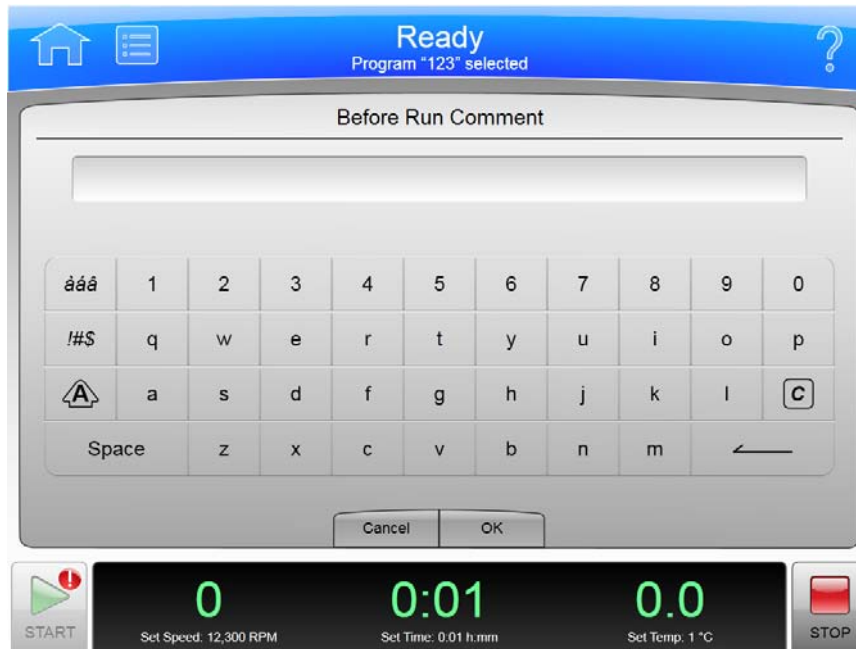 Ready
Program “123” selected
Before Run Comment
àáâ 1 2 3 4 5 6 7 8 9 0
!#$ q w e r t y u i o p
A a s d f g h j k l C
Space z x c v b n m
Cancel OK
START 0 0:01 0.0 STOP
Set Speed: 12,300 RPM Set Time: 0:01 h:mm Set Temp: 1 °C